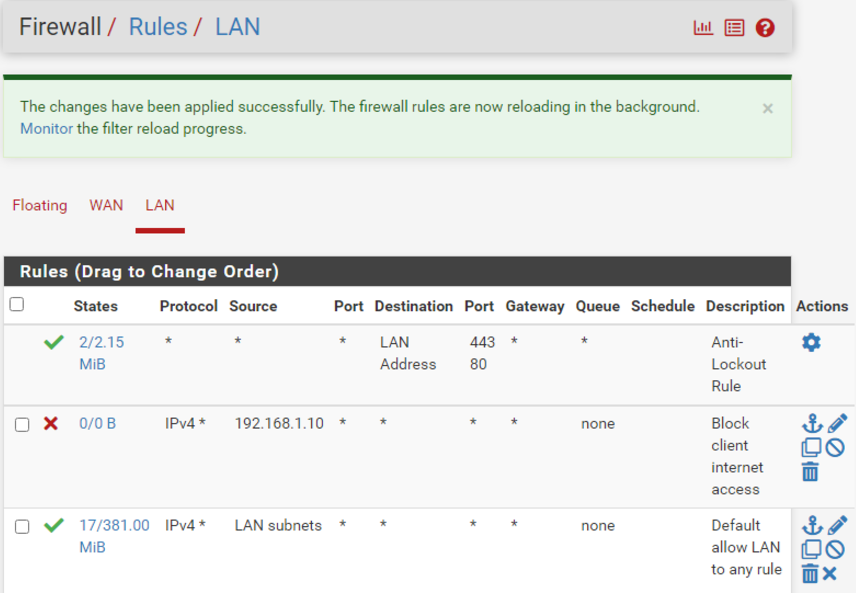 Firewall / Rules / LAN
The changes have been applied successfully. The firewall rules are now reloading in the background. ×
Monitor the filter reload progress.
Floating WAN LAN
Rules (Drag to Change Order)
States Protocol Source Port Destination Port Gateway Queue Schedule Description Actions
2/2.15 * * * LAN 443 * * Anti-
MiB Address 80 Lockout
Rule
0/0 B IPv4 * 192.168.1.10 * * * * none Block
client
internet
access
17/381.00 IPv4 * LAN subnets * * * * none Default
MiB allow LAN
to any rule